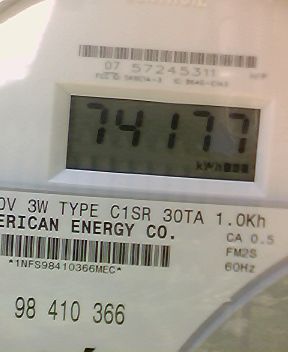 07 57245311
74177
kWh
0V 3W TYPE C1SR 30TA 1.0Kh
ERICAN ENERGY CO.
CA 0.5
FM2S
*1NFS98410366MEC*
60Hz
98 410 366